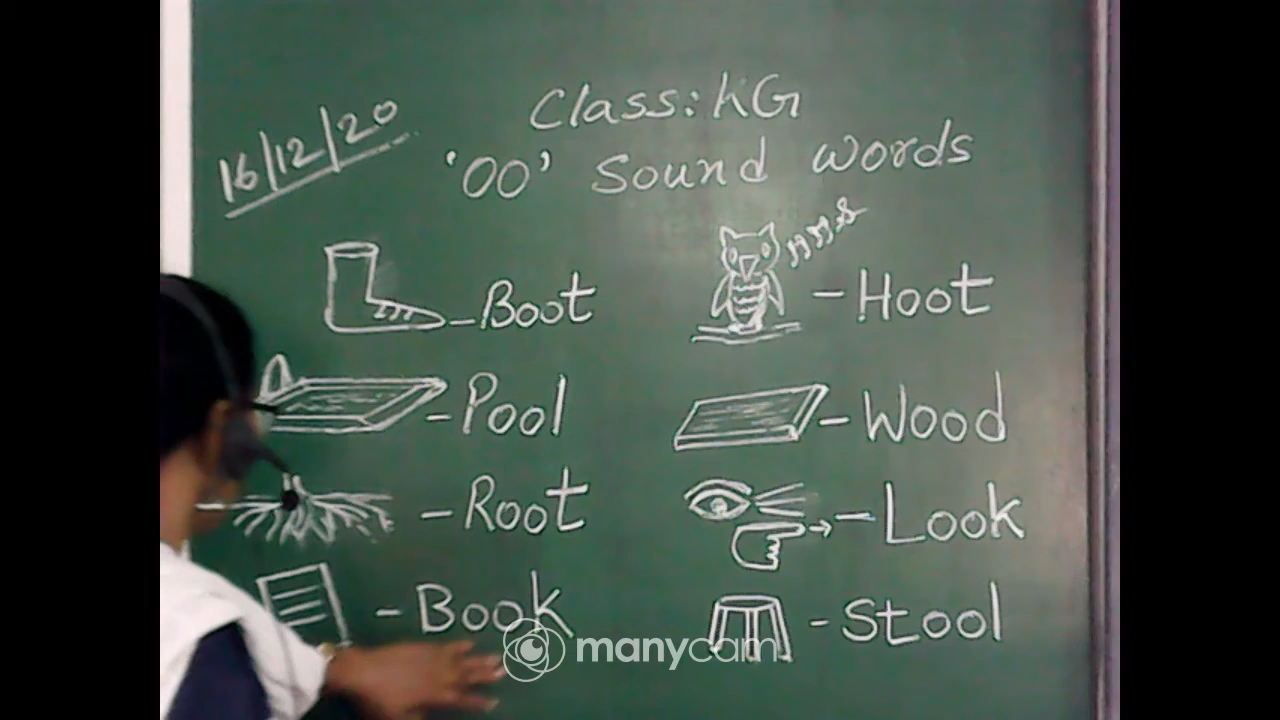 Class: KG
16/12/20
'OO' Sound words
- Boot
- Hoot
- Pool
- Wood
- Root
- Look
- Book
- Stool
manycam